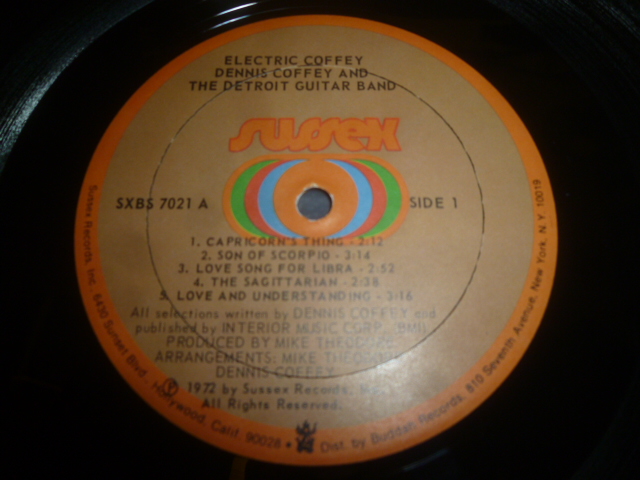 ELECTRIC COFFEY
DENNIS COFFEY AND
THE DETROIT GUITAR BAND
sussex
SXBS 7021 A
SIDE 1
1. CAPRICORN'S THING - 2:12
2. SON OF SCORPIO - 3:14
3. LOVE SONG FOR LIBRA - 2:52
4. THE SAGITTARIAN - 2:38
5. LOVE AND UNDERSTANDING - 3:16
All selections written by DENNIS COFFEY and
published by INTERIOR MUSIC CORP. (BMI)
PRODUCED BY MIKE THEODORE
ARRANGEMENTS: MIKE THEODORE
DENNIS COFFEY
℗ 1972 by Sussex Records, Inc.
All Rights Reserved.
Sussex Records, Inc. 6430 Sunset Blvd., Hollywood, Calif. 90028 • Dist. by Buddah Records, 810 Seventh Avenue, New York, N.Y. 10019